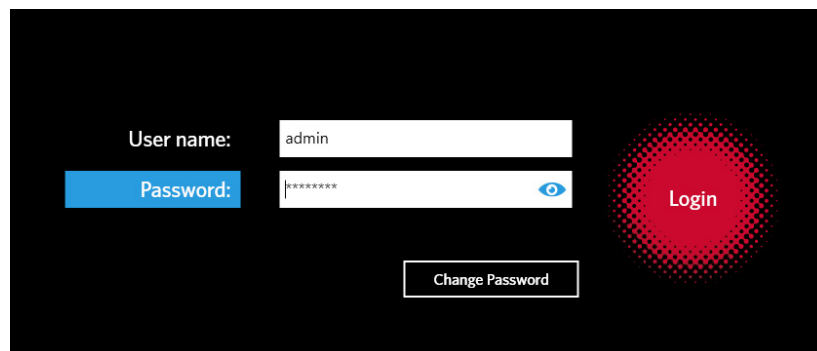 User name: admin
Password: ********
Login
Change Password